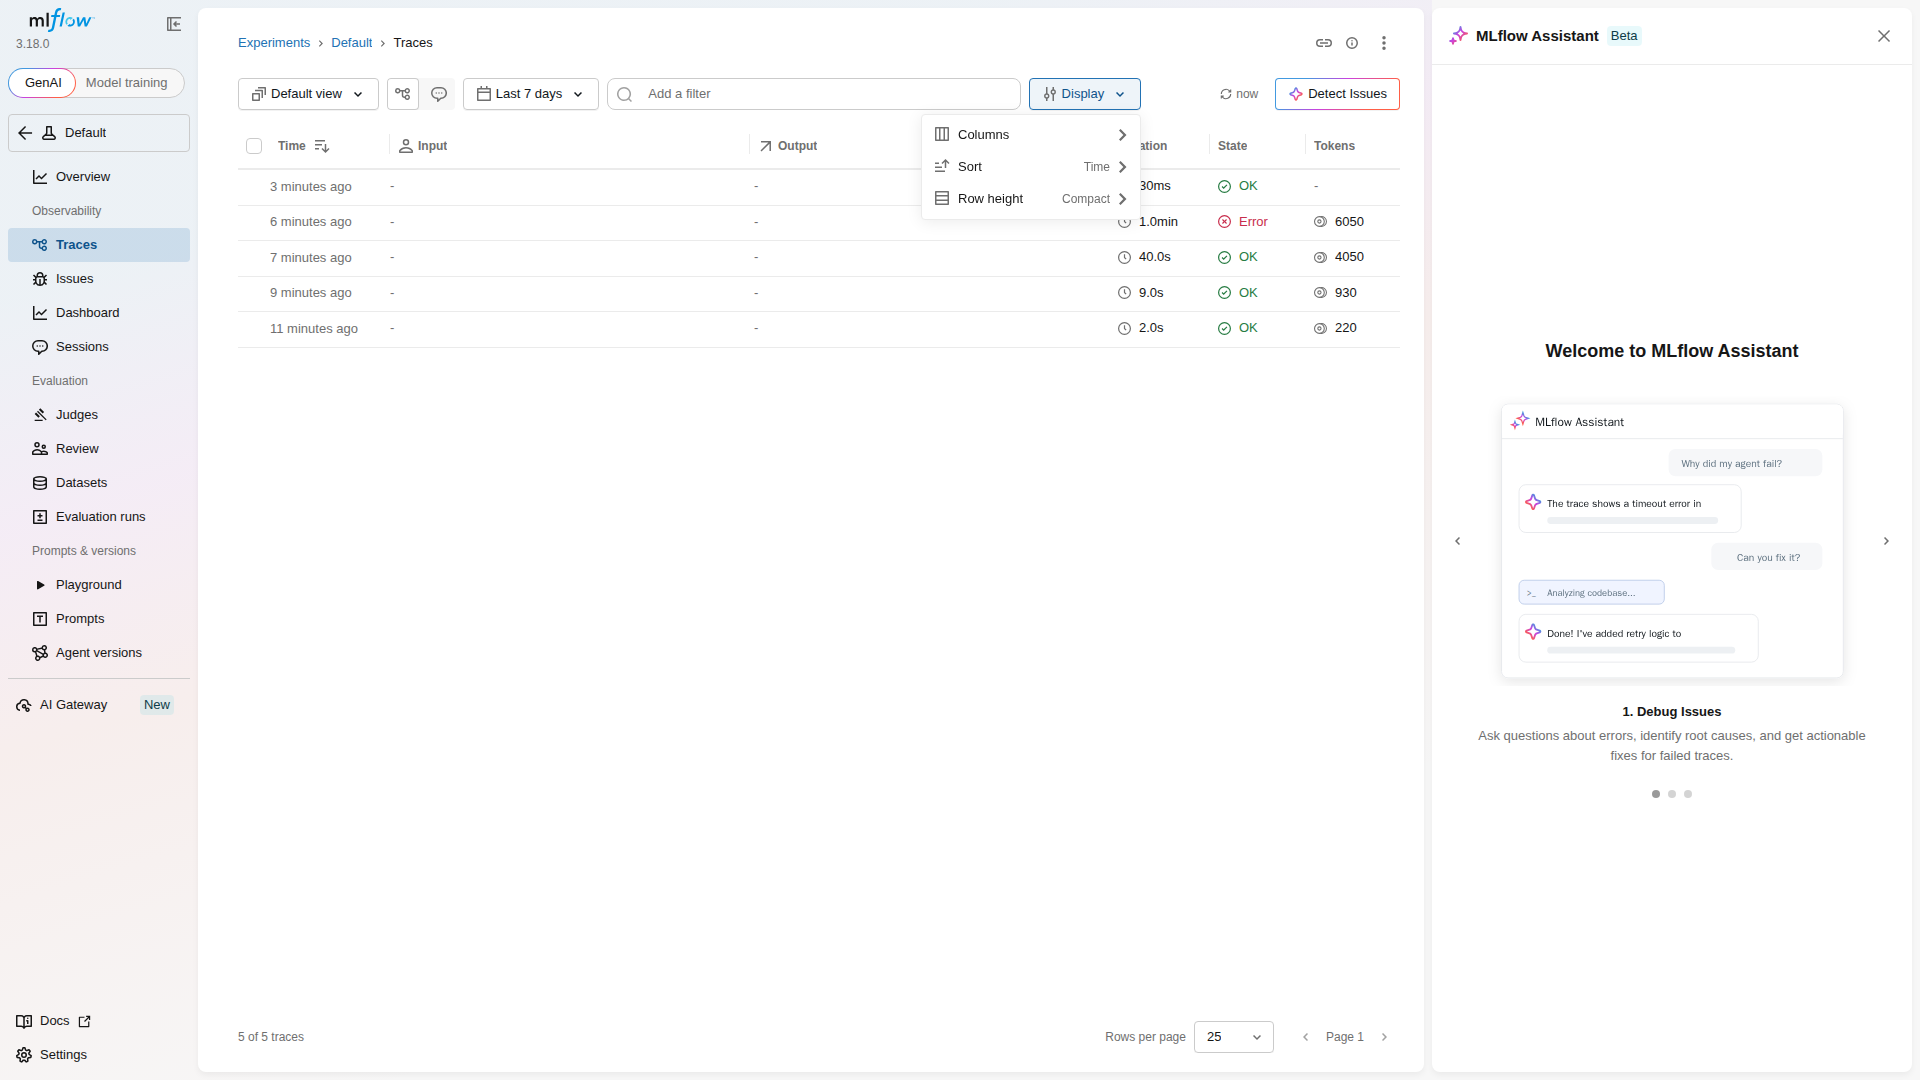 mlflow
3.18.0
GenAI
Model training
Default
Overview
Observability
Traces
Issues
Dashboard
Sessions
Evaluation
Judges
Review
Datasets
Evaluation runs
Prompts & versions
Playground
Prompts
Agent versions
AI Gateway
New
Docs
Settings
Experiments › Default › Traces
Default view
Last 7 days
Add a filter
Display
now
Detect Issues
Columns
Sort Time
Row height Compact
Time Input Output ation State Tokens
3 minutes ago - - 30ms OK -
6 minutes ago - - 1.0min Error 6050
7 minutes ago - - 40.0s OK 4050
9 minutes ago - - 9.0s OK 930
11 minutes ago - - 2.0s OK 220
5 of 5 traces
Rows per page 25
Page 1
MLflow Assistant Beta
Welcome to MLflow Assistant
MLflow Assistant
Why did my agent fail?
The trace shows a timeout error in
Can you fix it?
>_ Analyzing codebase...
Done! I've added retry logic to
1. Debug Issues
Ask questions about errors, identify root causes, and get actionable
fixes for failed traces.